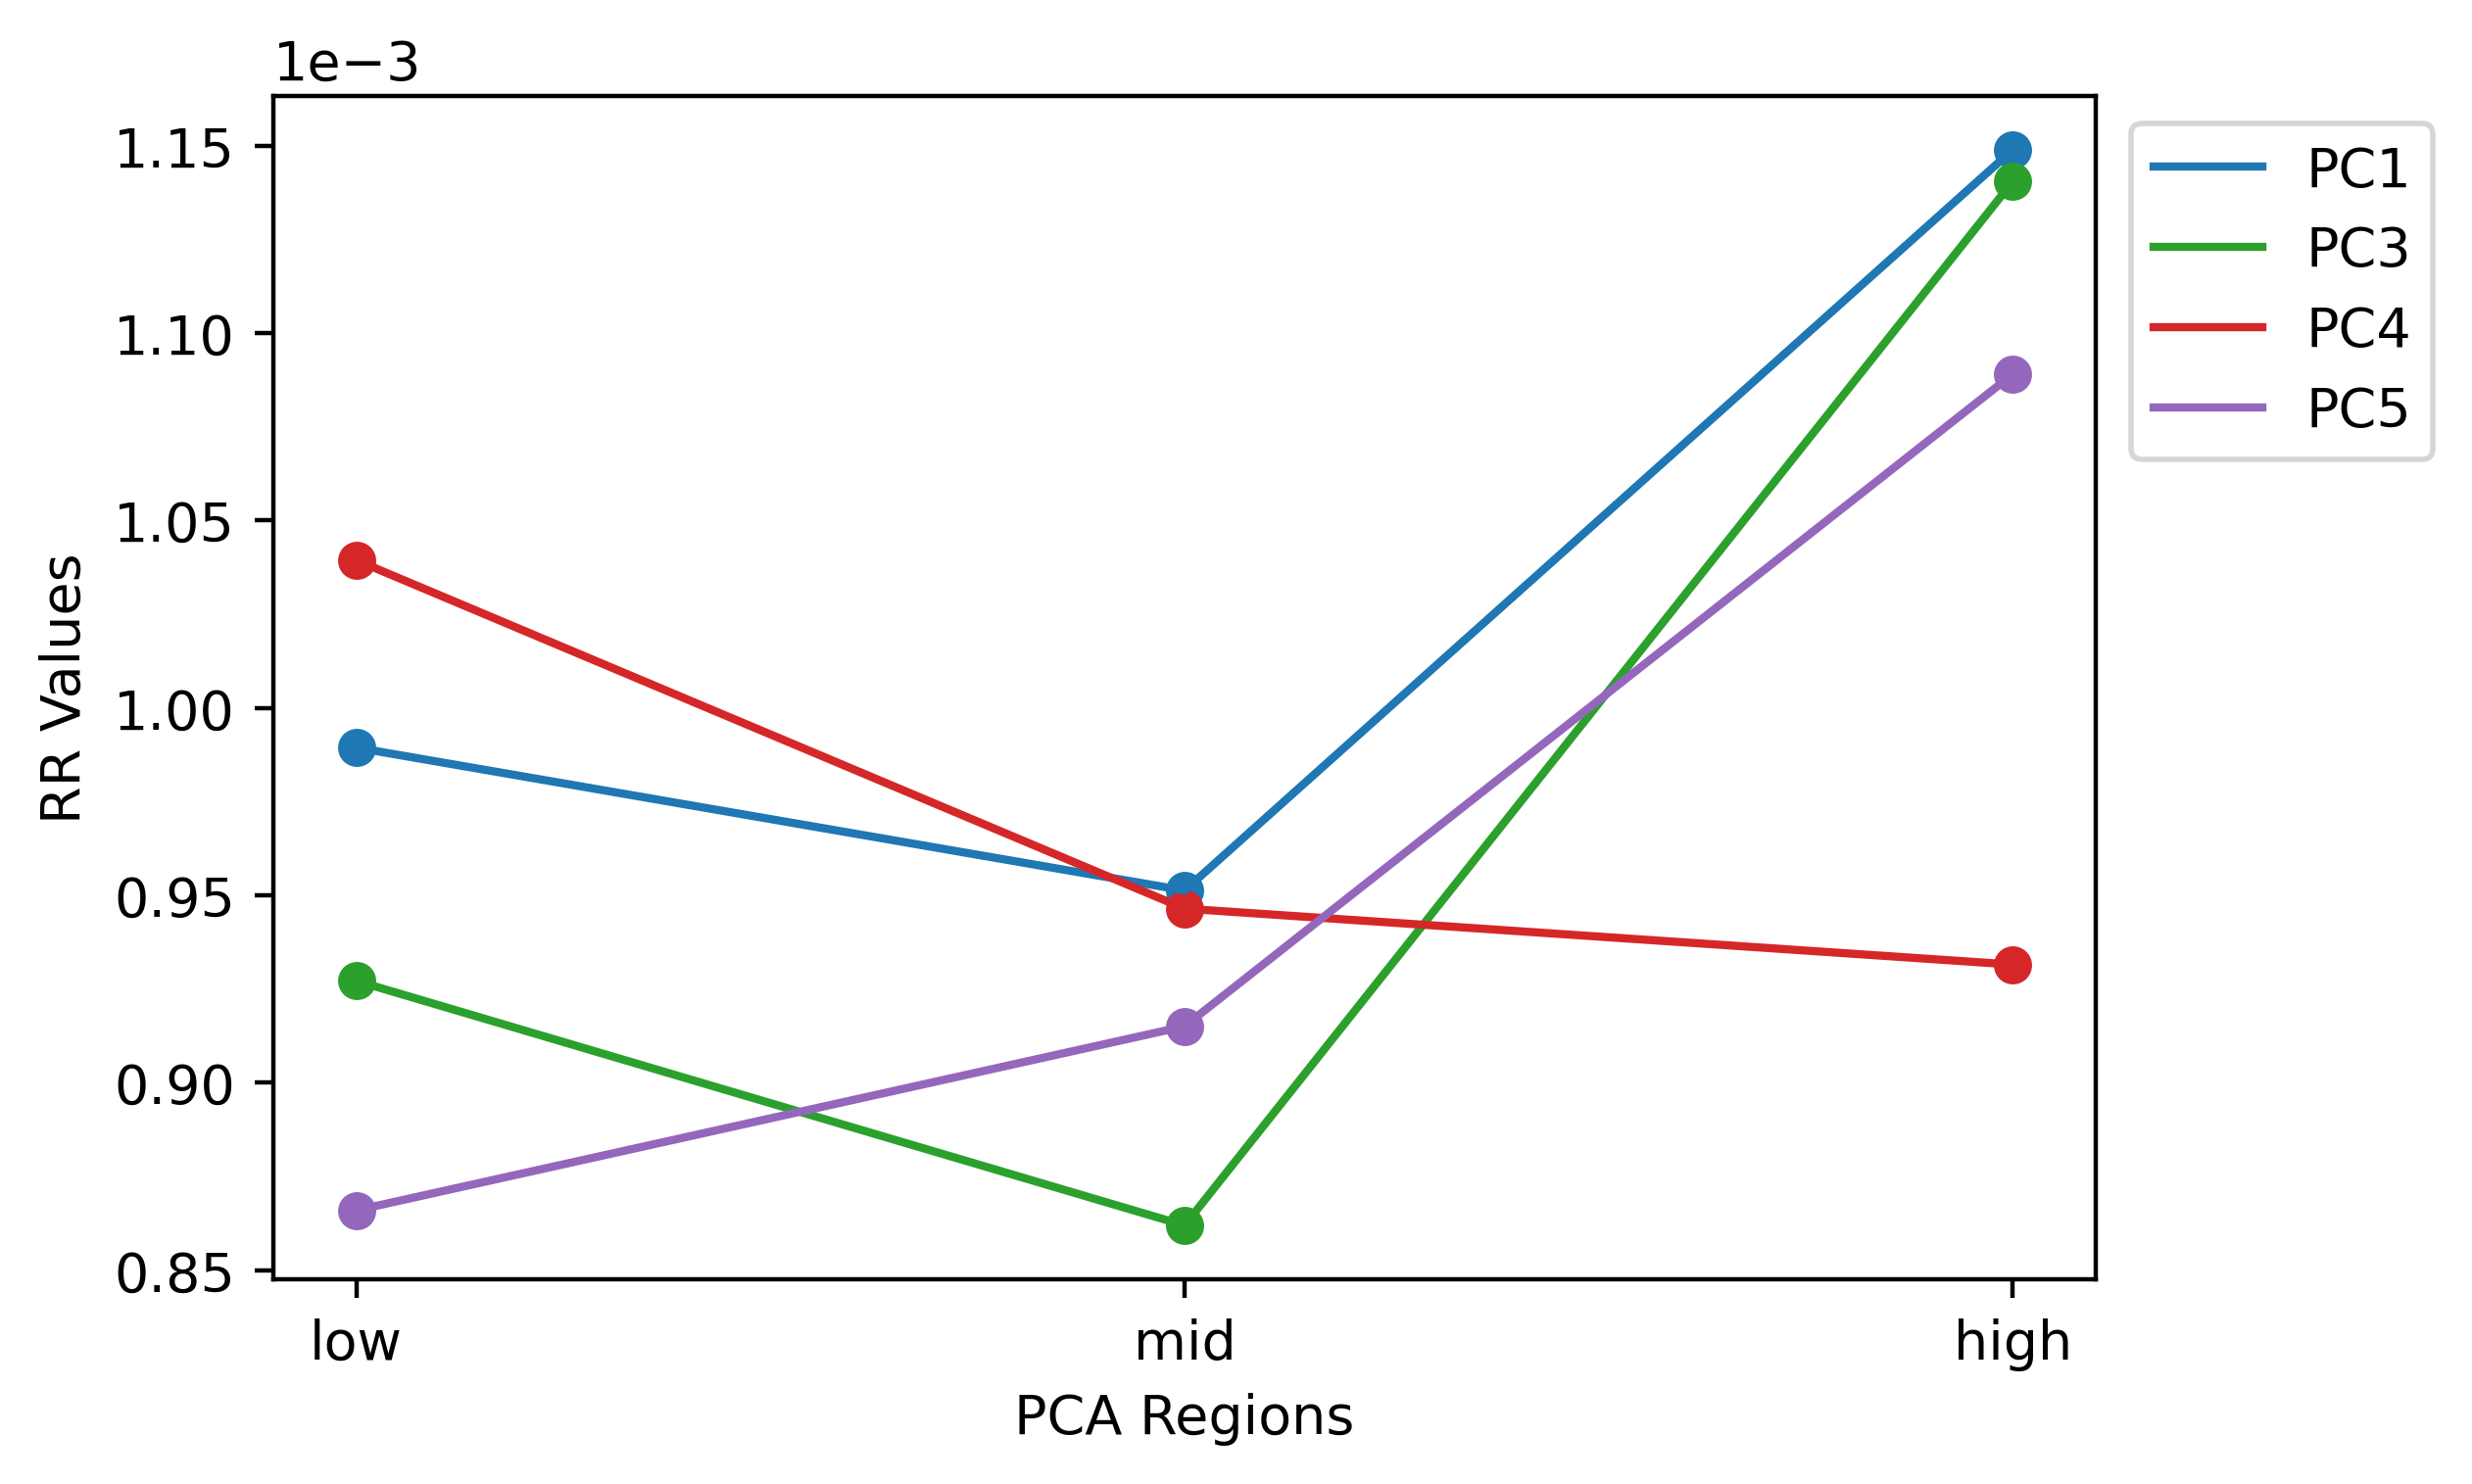 1e−3
1.15
1.10
1.05
1.00
0.95
0.90
0.85
RR Values
low
mid
high
PCA Regions
PC1
PC3
PC4
PC5